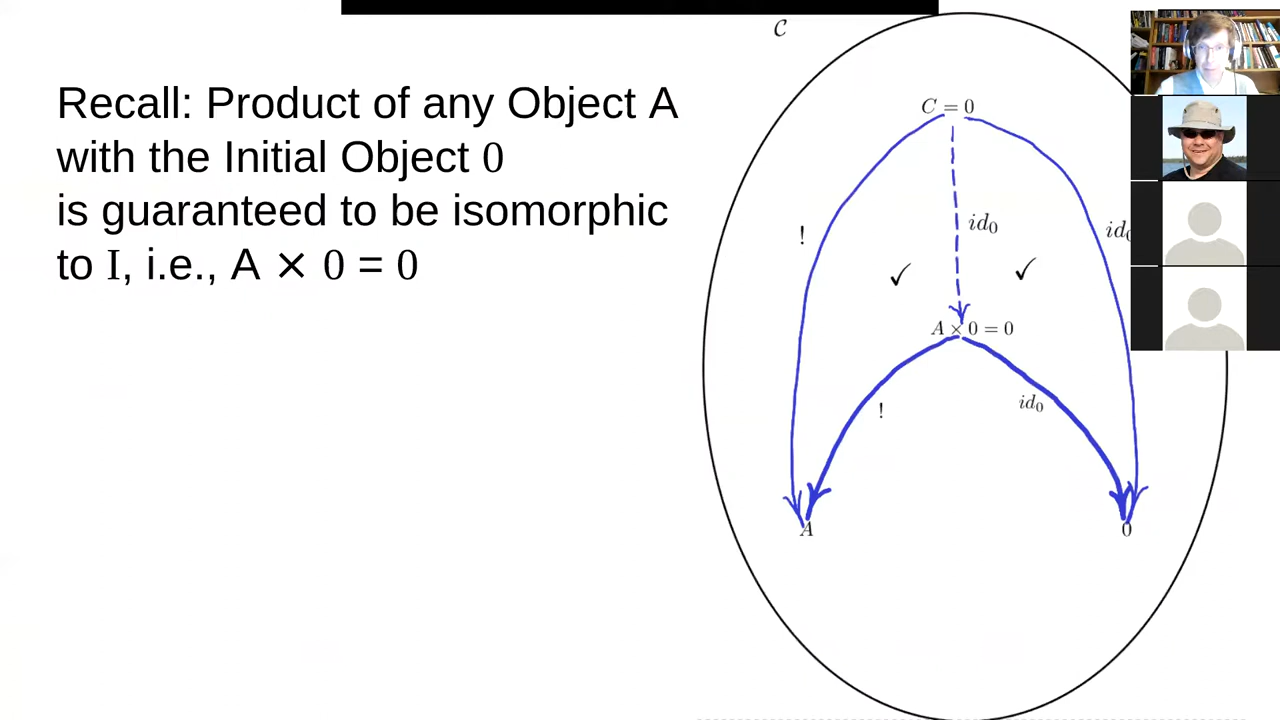 Recall: Product of any Object A
with the Initial Object 0
is guaranteed to be isomorphic
to I, i.e., A × 0 = 0
𝒞
C = 0
!
id₀
id₀
✓
✓
A × 0 = 0
!
id₀
A
0